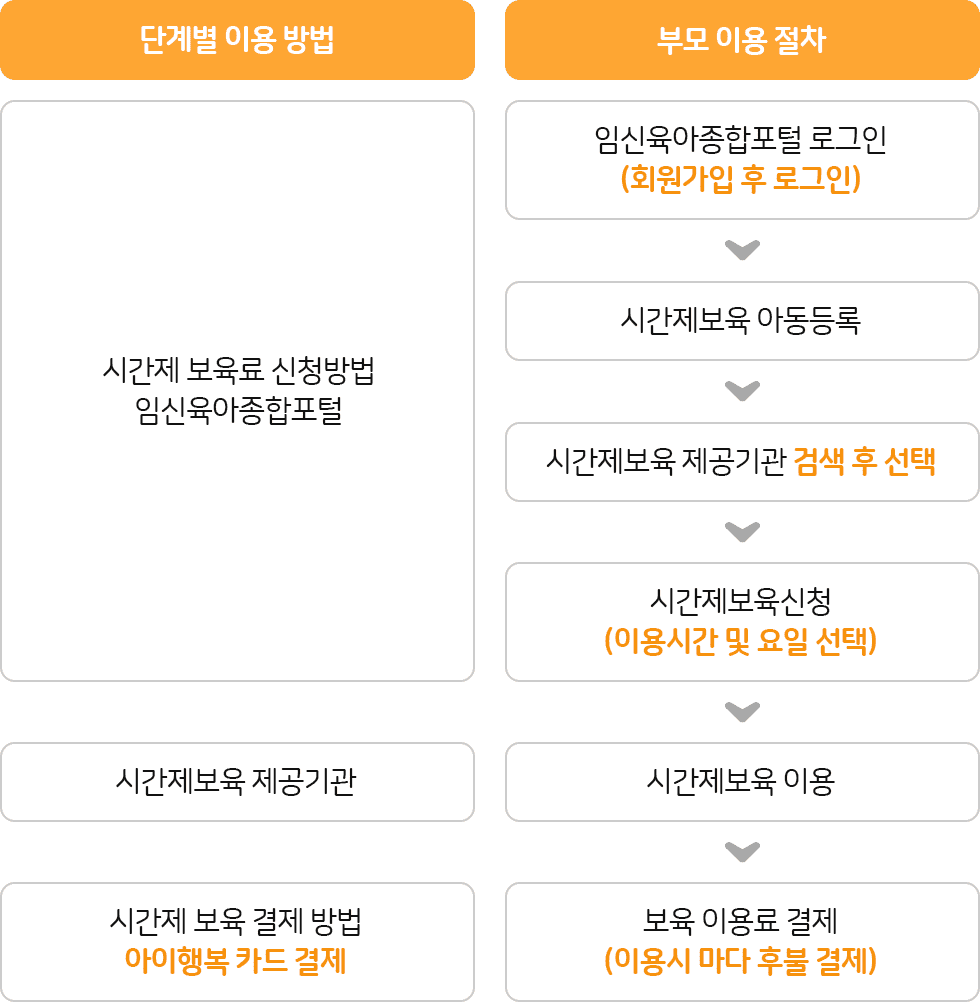 단계별 이용 방법
부모 이용 절차
시간제 보육료 신청방법
임신육아종합포털
임신육아종합포털 로그인
(회원가입 후 로그인)
시간제보육 아동등록
시간제보육 제공기관 검색 후 선택
시간제보육신청
(이용시간 및 요일 선택)
시간제보육 제공기관
시간제보육 이용
시간제 보육 결제 방법
아이행복 카드 결제
보육 이용료 결제
(이용시 마다 후불 결제)